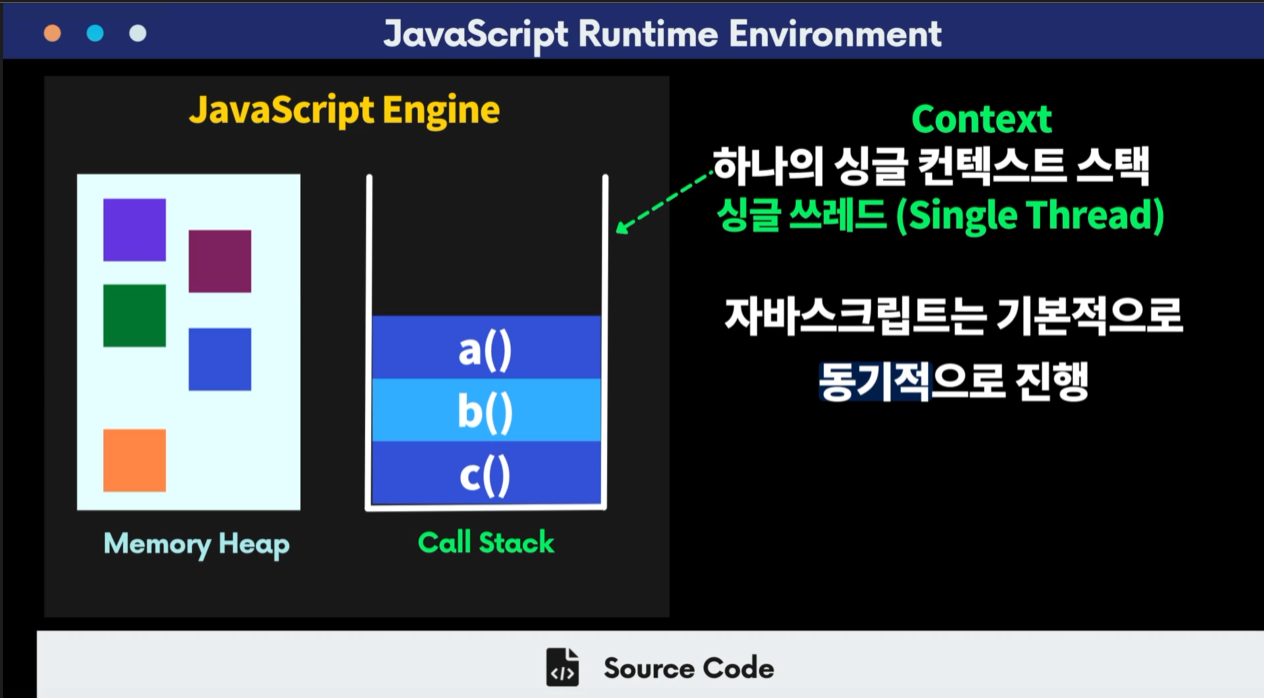 JavaScript Runtime Environment
JavaScript Engine
Context
하나의 싱글 컨텍스트 스택
싱글 쓰레드 (Single Thread)
자바스크립트는 기본적으로
동기적으로 진행
a()
b()
c()
Memory Heap
Call Stack
</> Source Code